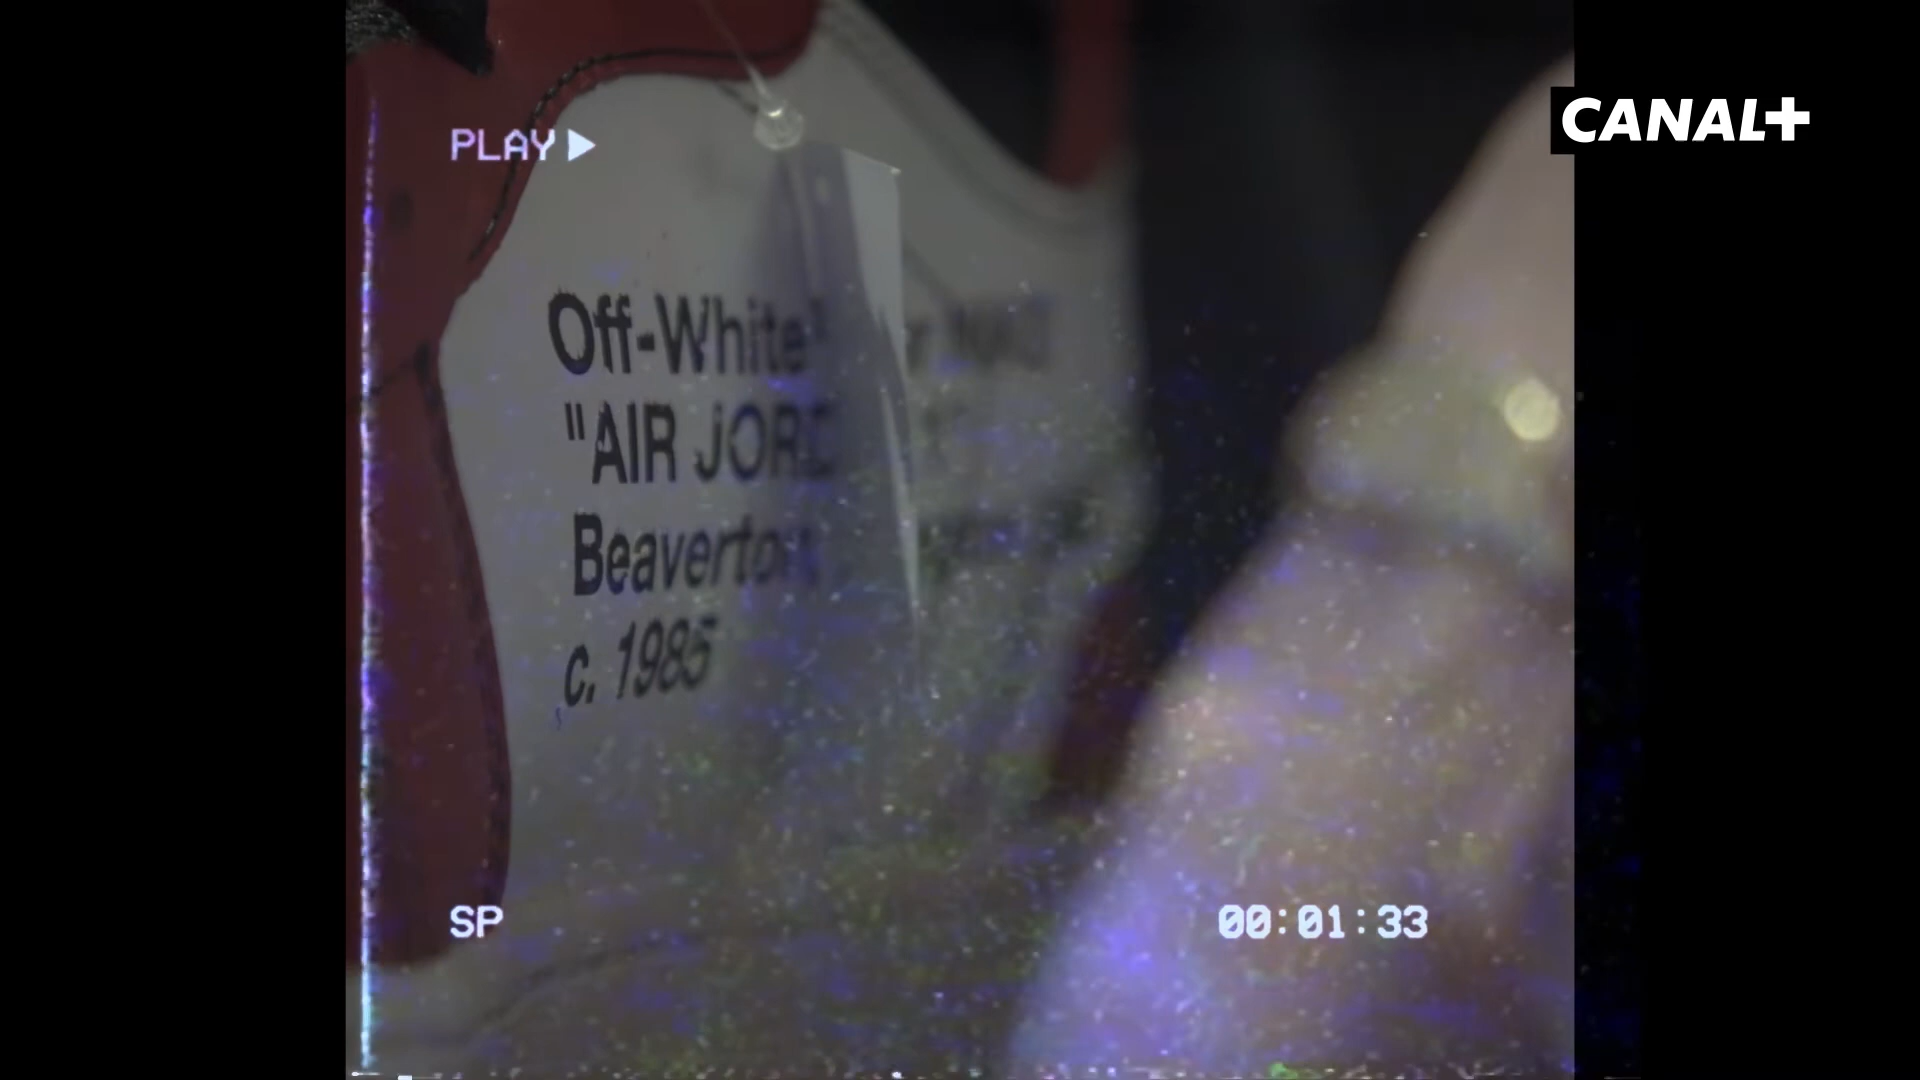 CANAL+
PLAY
Off-White
"AIR JORD
Beaverton
c. 1985
SP
00:01:33